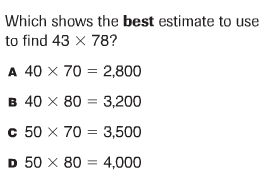 Which shows the best estimate to use
to find 43 × 78?
A 40 × 70 = 2,800
B 40 × 80 = 3,200
C 50 × 70 = 3,500
D 50 × 80 = 4,000